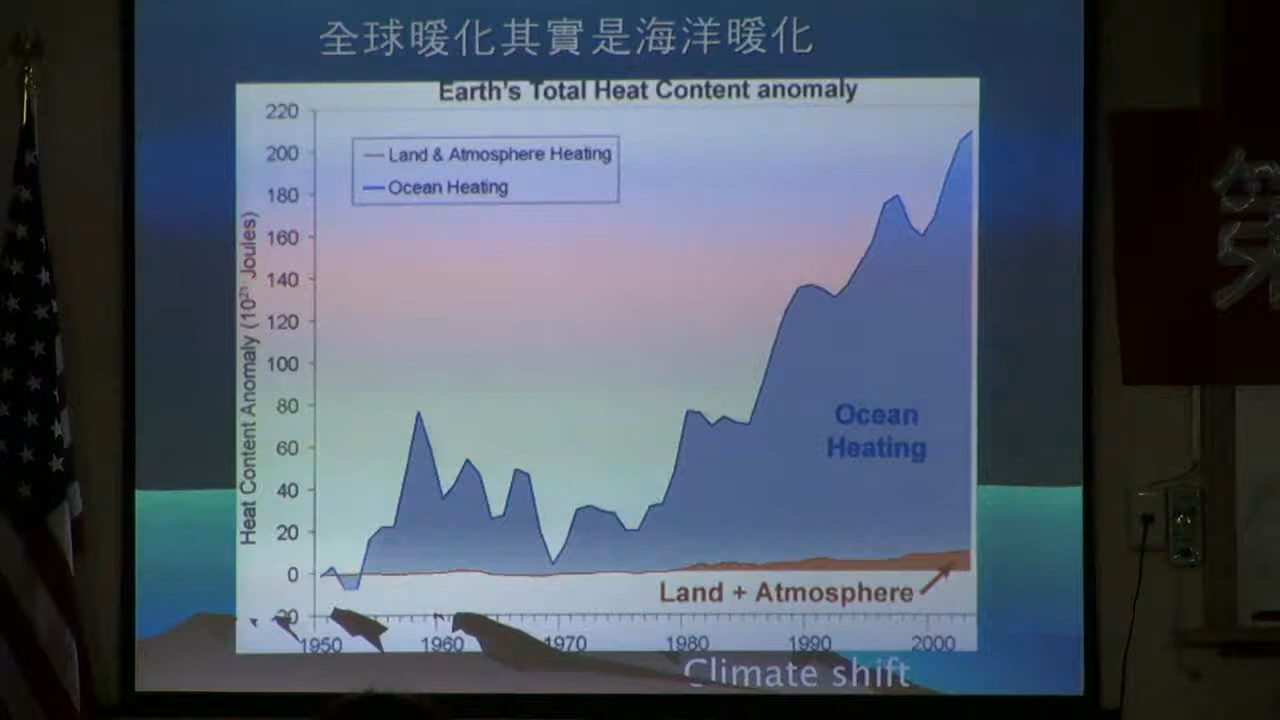 全球暖化其實是海洋暖化
Earth's Total Heat Content anomaly
Heat Content Anomaly (10²¹ Joules)
220
200
180
160
140
120
100
80
60
40
20
0
Land & Atmosphere Heating
Ocean Heating
Ocean
Heating
Land + Atmosphere
1950 1960 1970 1980 1990 2000
Climate shift